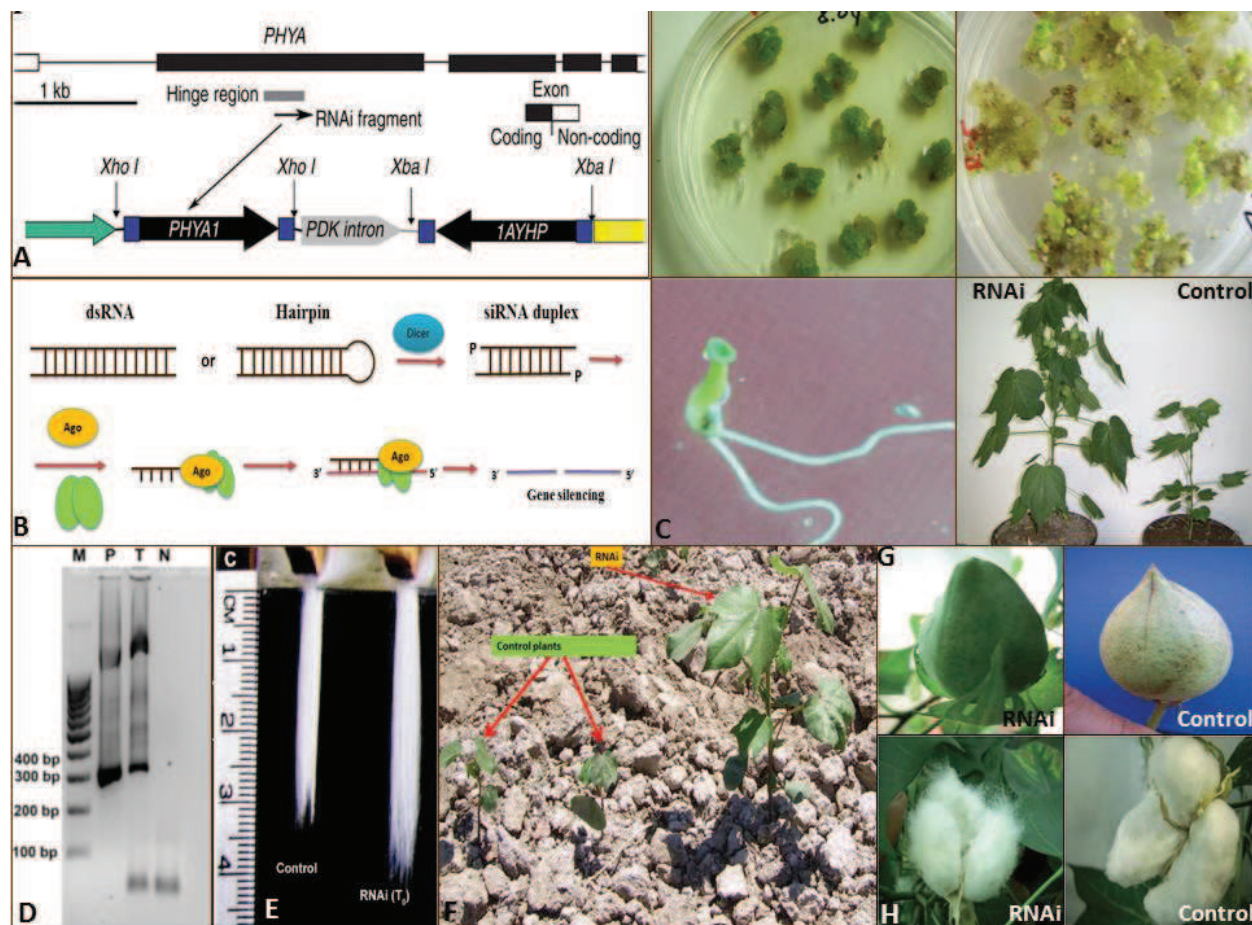 PHYA
1 kb
Hinge region
RNAi fragment
Exon
Coding
Non-coding
Xho I
Xho I
Xba I
Xba I
PHYA1
PDK intron
1AYHP
A
8.04
dsRNA
Hairpin
Dicer
siRNA duplex
or
P
P
Ago
Ago
3' Ago 5'
3' 5'
Gene silencing
B
RNAi
Control
C
M P T N
400 bp
300 bp
200 bp
100 bp
D
C
CM
1
2
3
4
Control
RNAi (T0)
E
RNAi
Control plants
F
G
RNAi
Control
H
RNAi
Control